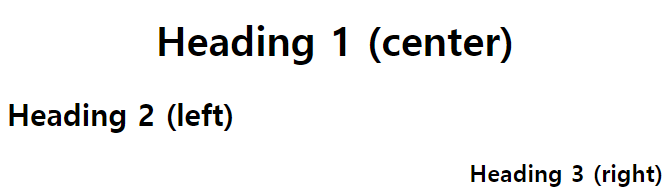 Heading 1 (center)
Heading 2 (left)
Heading 3 (right)